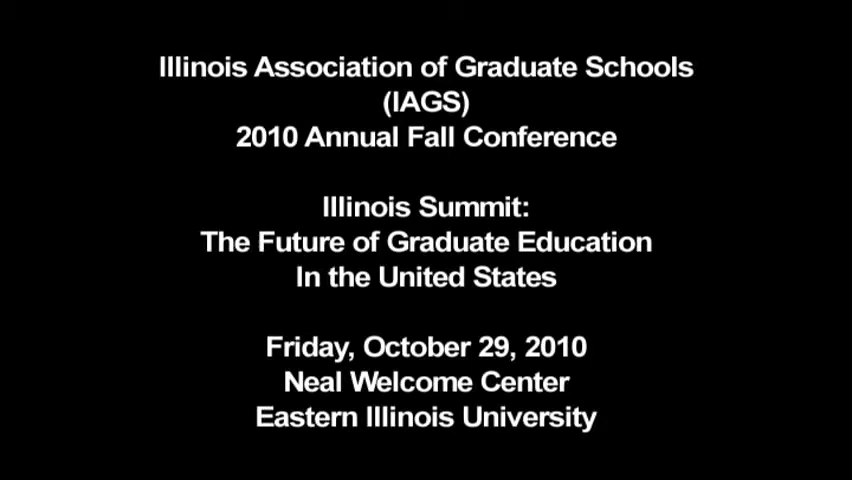 Illinois Association of Graduate Schools
(IAGS)
2010 Annual Fall Conference
Illinois Summit:
The Future of Graduate Education
In the United States
Friday, October 29, 2010
Neal Welcome Center
Eastern Illinois University